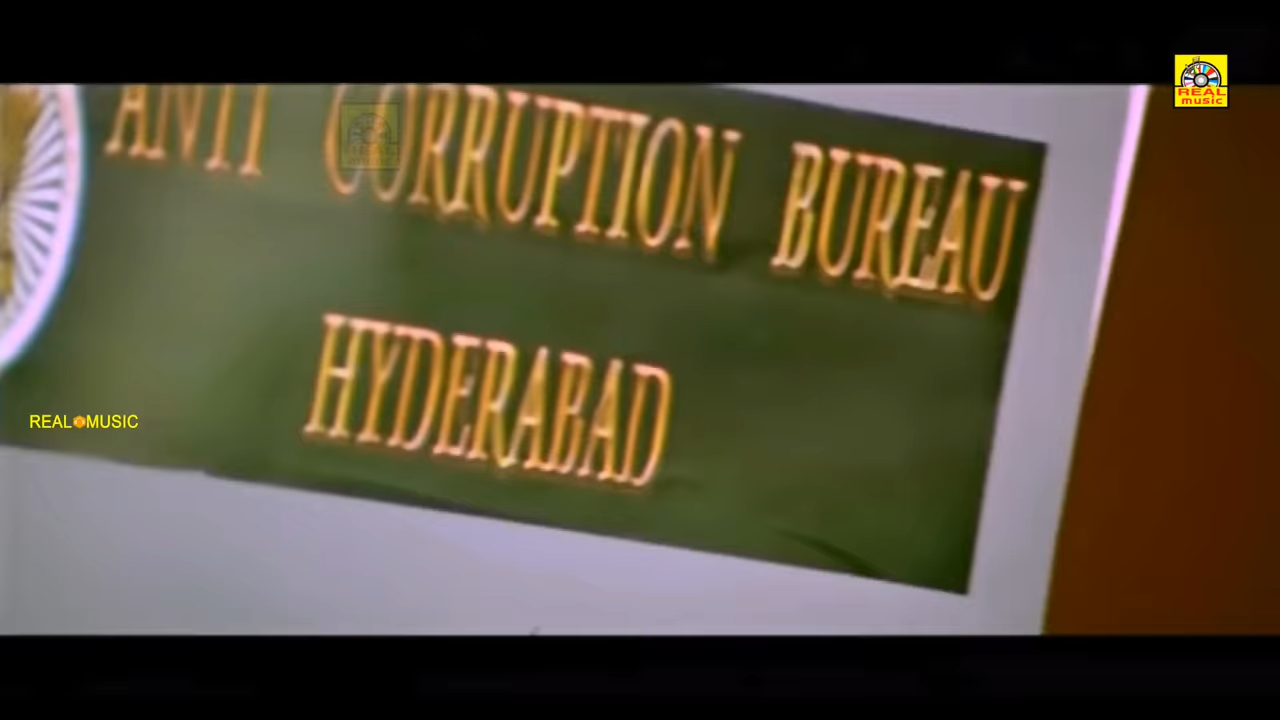 REAL
music
ANTI CORRUPTION BUREAU
HYDERABAD
REAL MUSIC